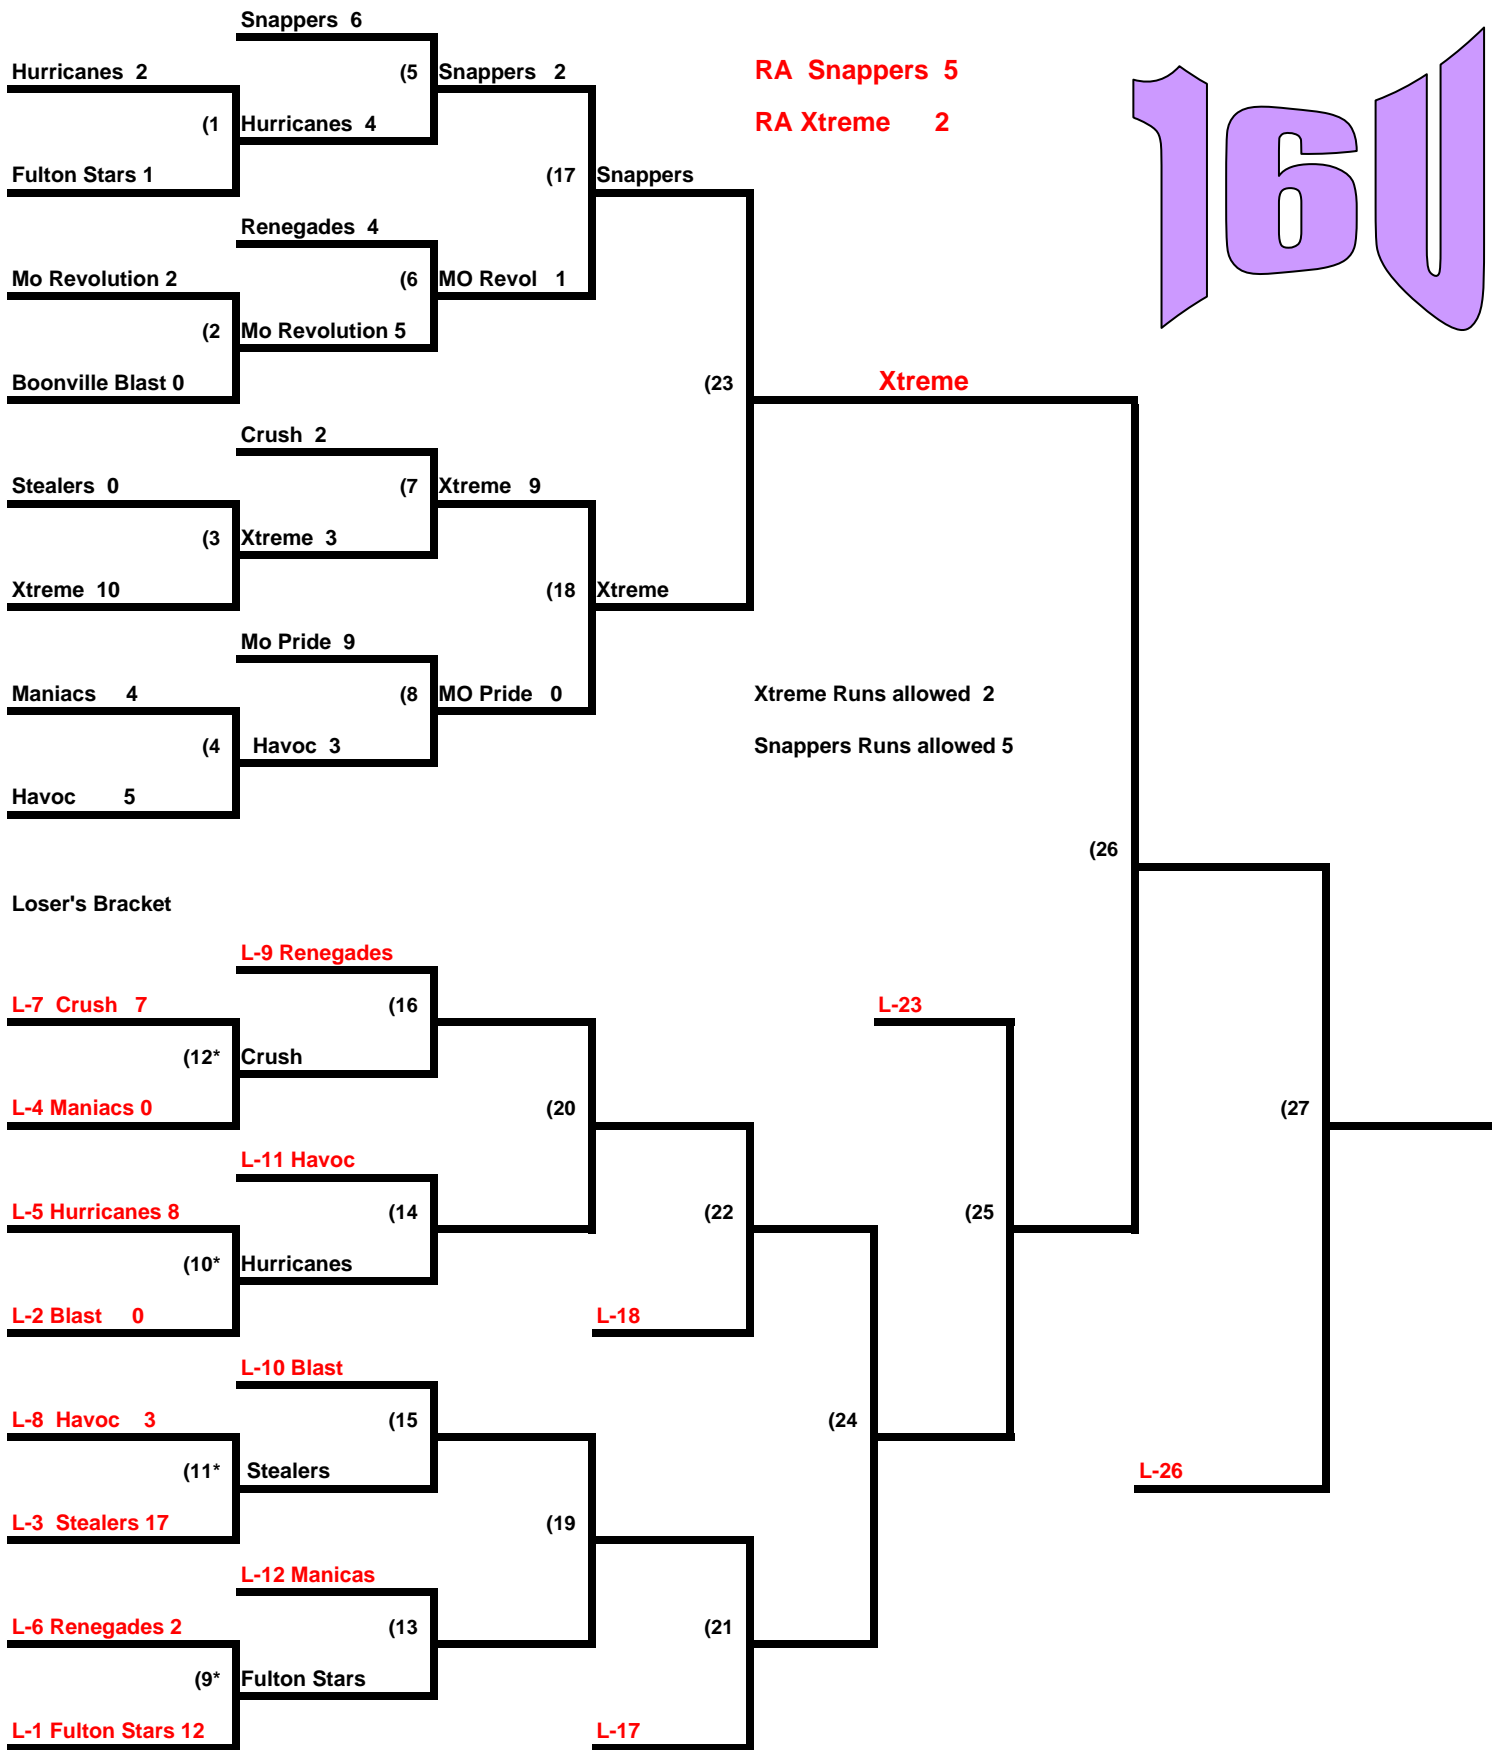 Snappers 6
Hurricanes 2
(5
Snappers 2
RA Snappers 5
16U
(1
Hurricanes 4
RA Xtreme 2
Fulton Stars 1
(17
Snappers
Renegades 4
Mo Revolution 2
(6
MO Revol 1
(2
Mo Revolution 5
Boonville Blast 0
(23
Xtreme
Crush 2
Stealers 0
(7
Xtreme 9
(3
Xtreme 3
Xtreme 10
(18
Xtreme
Mo Pride 9
Maniacs 4
(8
MO Pride 0
Xtreme Runs allowed 2
(4
Havoc 3
Snappers Runs allowed 5
Havoc 5
(26
Loser's Bracket
L-9 Renegades
L-7 Crush 7
(16
L-23
(12*
Crush
L-4 Maniacs 0
(20
(27
L-11 Havoc
L-5 Hurricanes 8
(14
(22
(25
(10*
Hurricanes
L-2 Blast 0
L-18
L-10 Blast
L-8 Havoc 3
(15
(24
(11*
Stealers
L-26
L-3 Stealers 17
(19
L-12 Manicas
L-6 Renegades 2
(13
(21
(9*
Fulton Stars
L-1 Fulton Stars 12
L-17